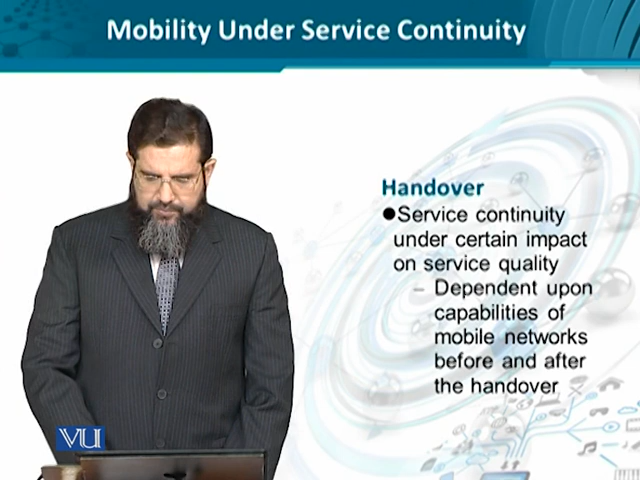 Mobility Under Service Continuity
Handover
●Service continuity
under certain impact
on service quality
– Dependent upon
capabilities of
mobile networks
before and after
the handover
VU